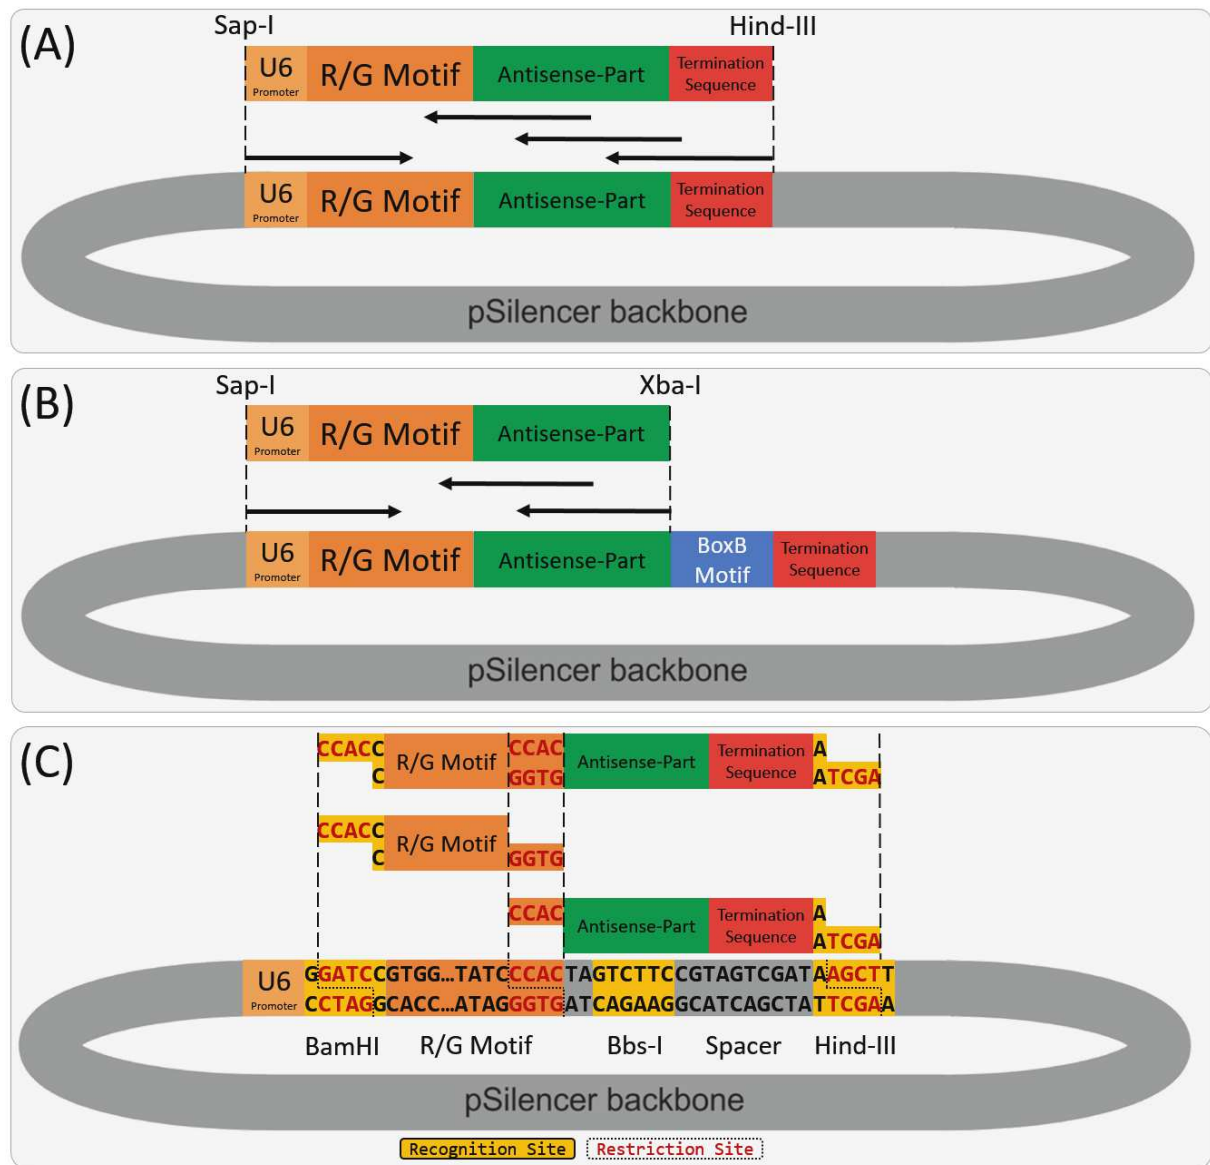 (A)
Sap-I
Hind-III
U6
Promoter
R/G Motif
Antisense-Part
Termination
Sequence
U6
Promoter
R/G Motif
Antisense-Part
Termination
Sequence
pSilencer backbone
(B)
Sap-I
Xba-I
U6
Promoter
R/G Motif
Antisense-Part
U6
Promoter
R/G Motif
Antisense-Part
BoxB
Motif
Termination
Sequence
pSilencer backbone
(C)
CCACC
C
R/G Motif
CCAC
GGTG
Antisense-Part
Termination
Sequence
A
ATCGA
CCACC
C
R/G Motif
GGTG
CCAC
Antisense-Part
Termination
Sequence
A
ATCGA
U6
Promoter
GGATCCGTGG...TATCCCACTAGTCTTCCGTAGTCGATAAGCTT
CCTAGGCACC...ATAGGGTGATCAGAAGGCATCAGCTATTCGAA
BamHI R/G Motif Bbs-I Spacer Hind-III
pSilencer backbone
Recognition Site Restriction Site